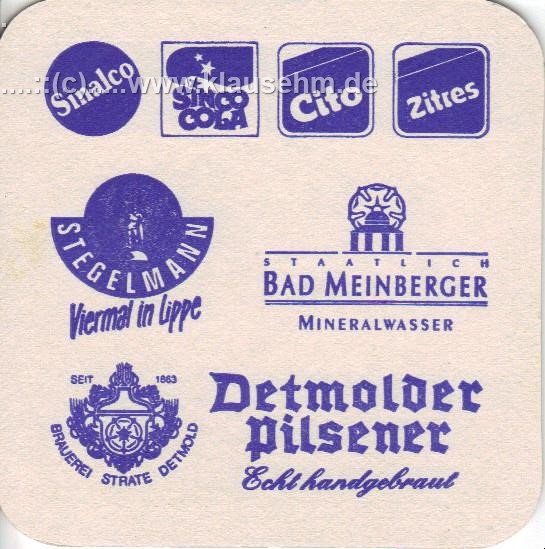 ....::(c)....www.klausehm.de
Sinalco
SINCO
COLA
Cito
Zitres
STEGELMANN
Viermal in Lippe
STAATLICH
BAD MEINBERGER
MINERALWASSER
SEIT 1863
BRAUEREI STRATE DETMOLD
Detmolder
Pilsener
Echt handgebraut